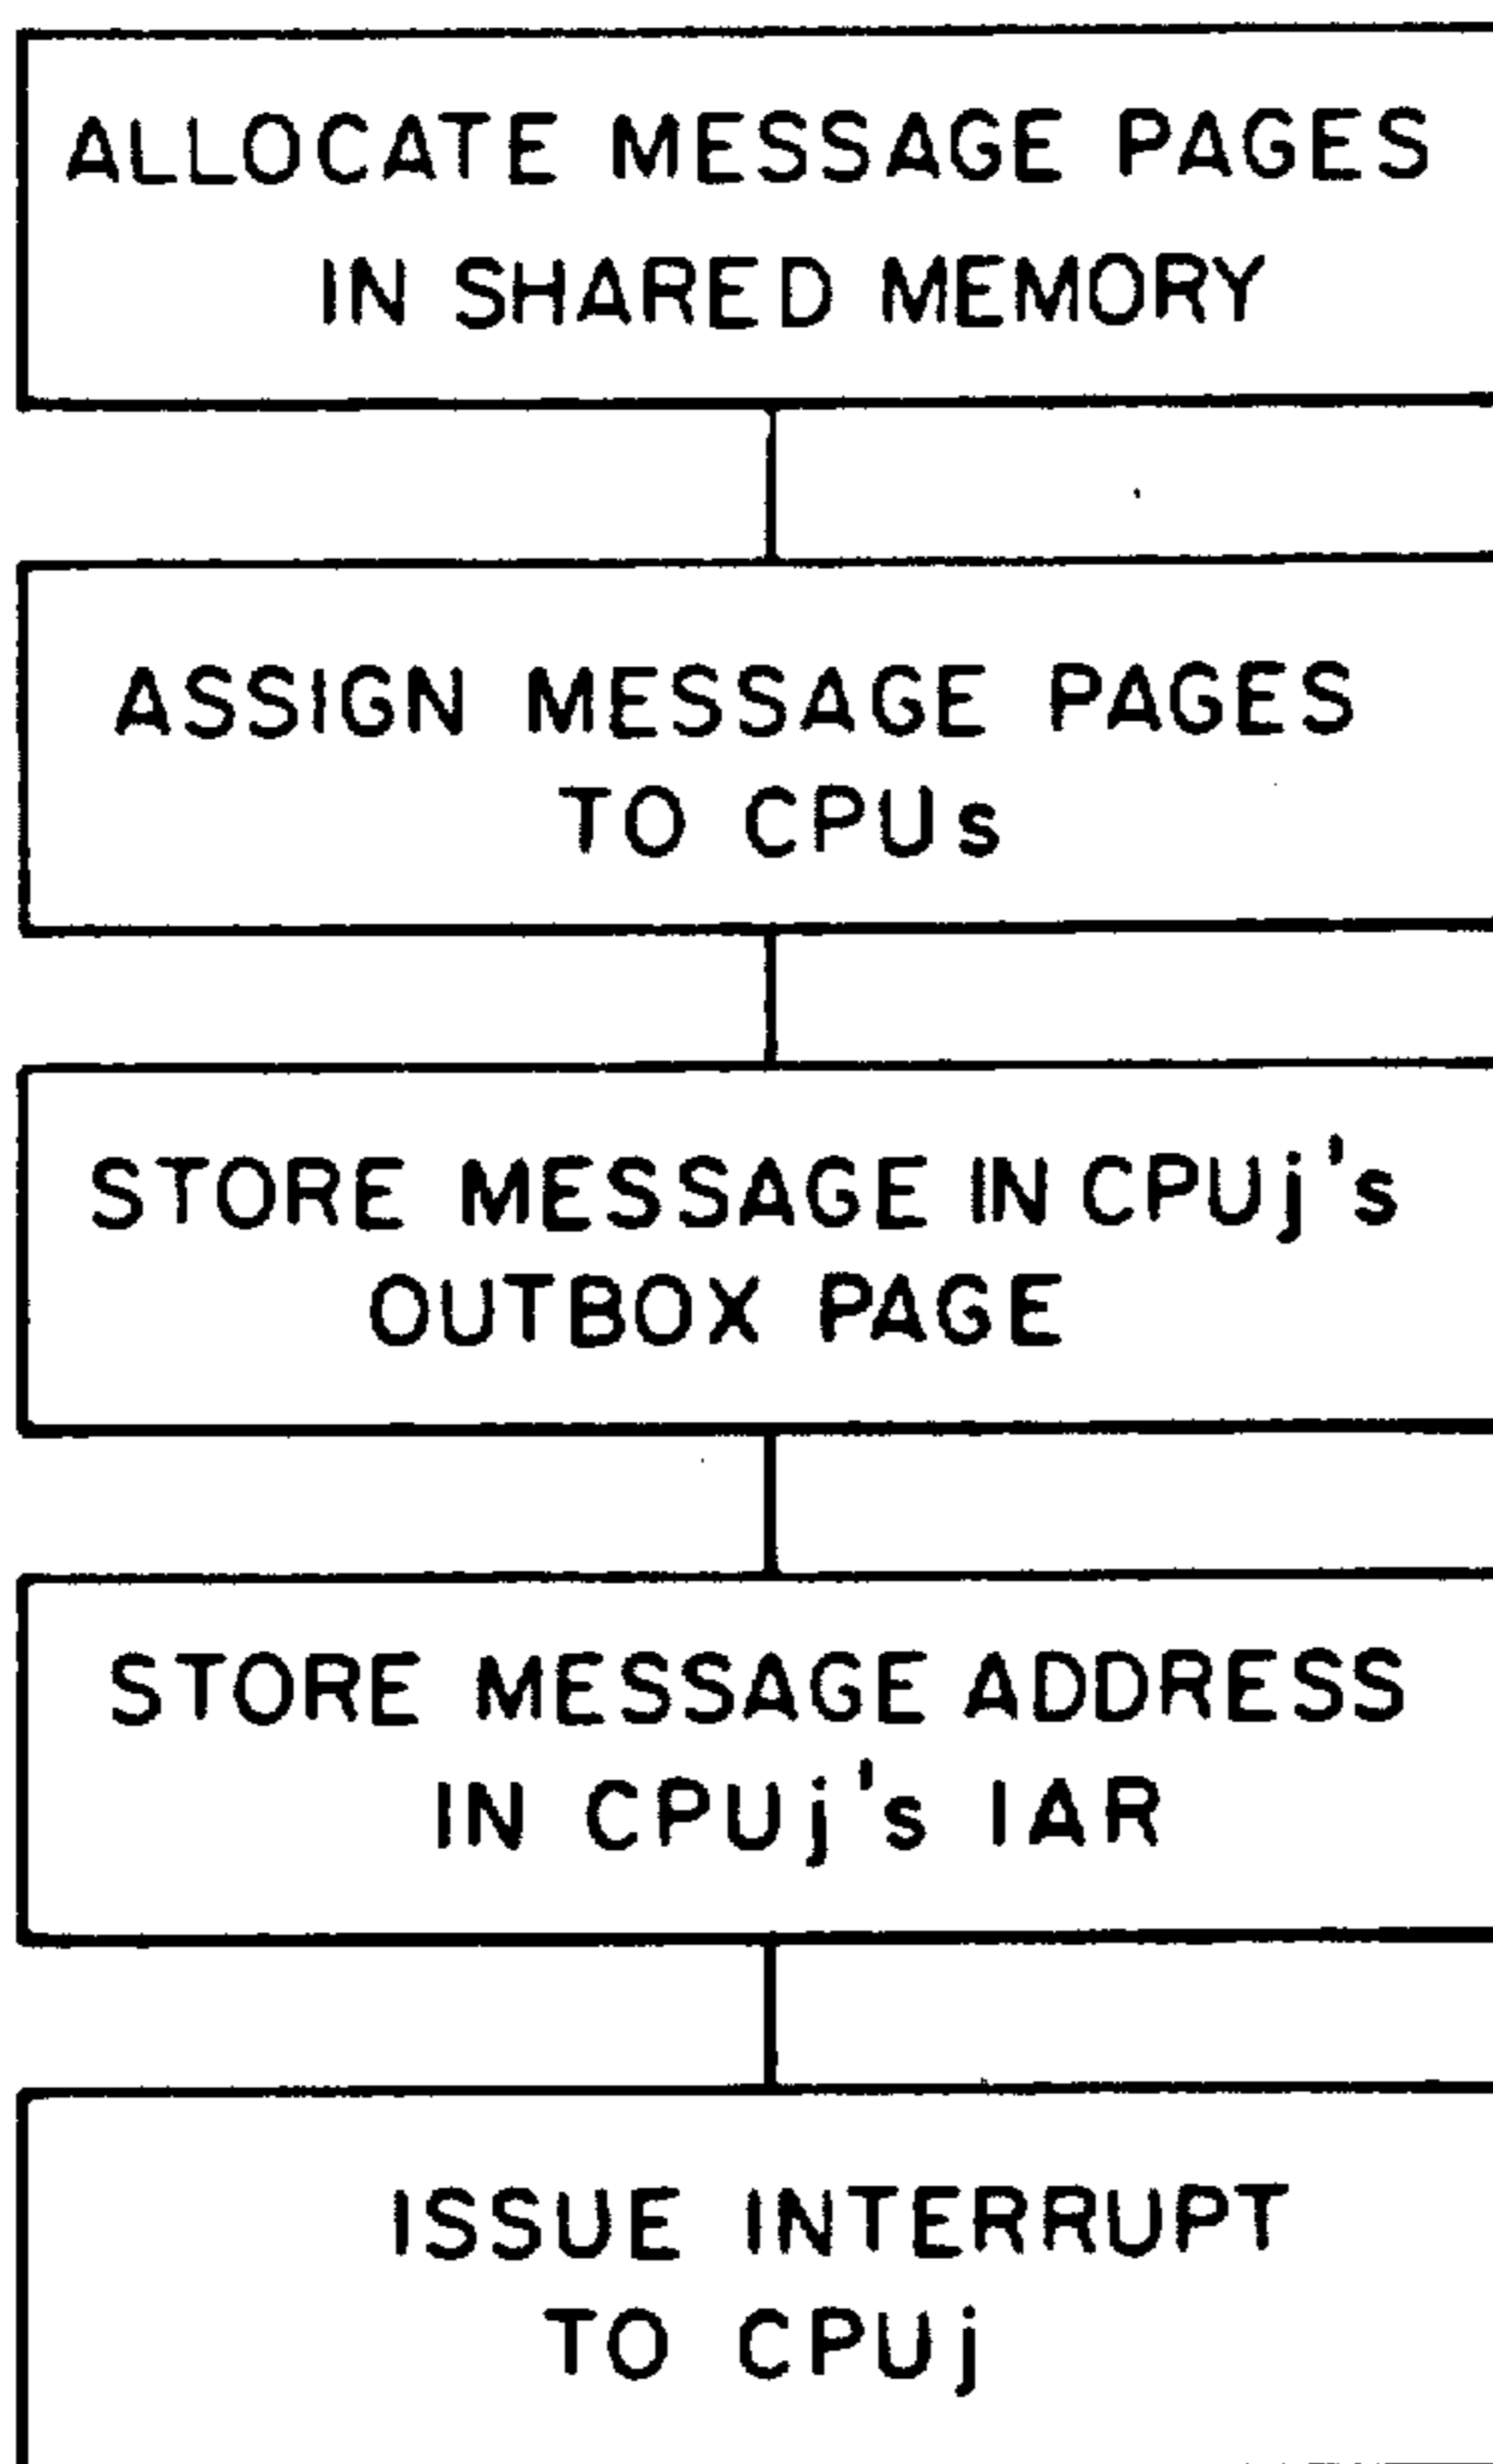 ALLOCATE MESSAGE PAGES
IN SHARED MEMORY
ASSIGN MESSAGE PAGES
TO CPUs
STORE MESSAGE IN CPUj's
OUTBOX PAGE
STORE MESSAGE ADDRESS
IN CPUj's IAR
ISSUE INTERRUPT
TO CPUj